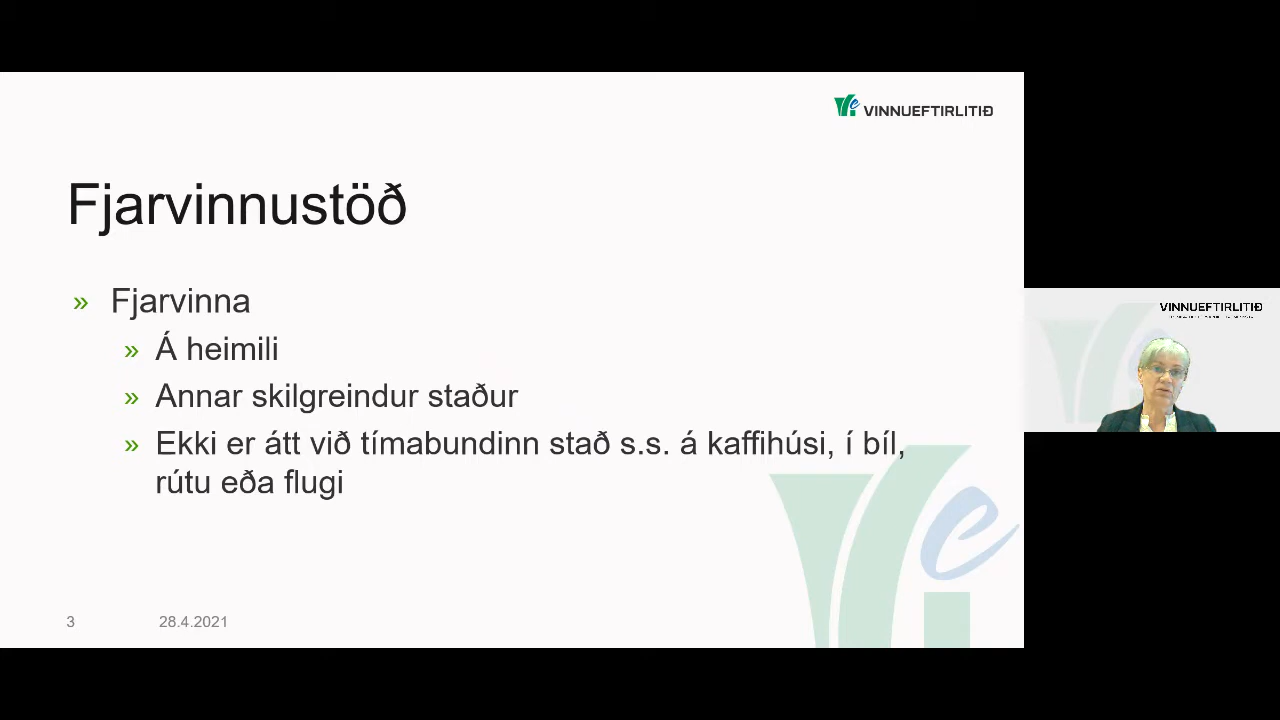 VINNUEFTIRLITIÐ
Fjarvinnustöð
» Fjarvinna
» Á heimili
» Annar skilgreindur staður
» Ekki er átt við tímabundinn stað s.s. á kaffihúsi, í bíl,
rútu eða flugi
3 28.4.2021
VINNUEFTIRLITIÐ